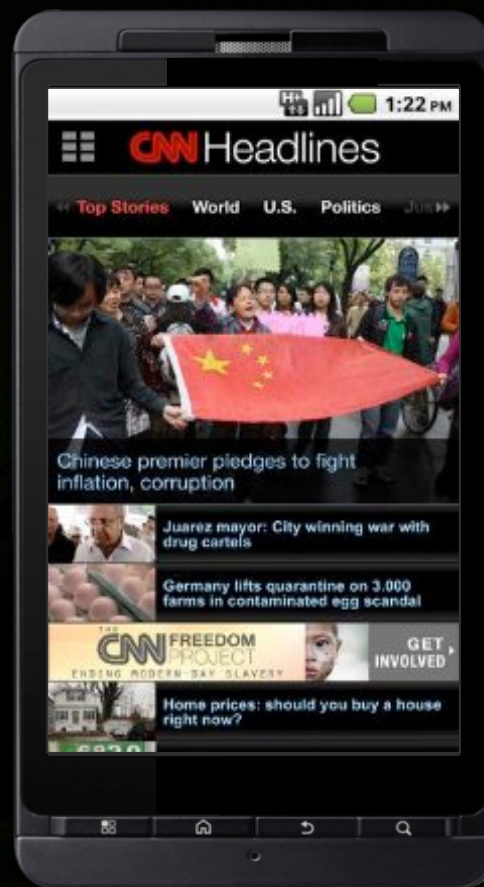 H+
1:22 PM
CNN Headlines
Top Stories World U.S. Politics Jus
Chinese premier pledges to fight
inflation, corruption
Juarez mayor: City winning war with
drug cartels
Germany lifts quarantine on 3.000
farms in contaminated egg scandal
THE
CNN FREEDOM
PROJECT
ENDING MODERN-DAY SLAVERY
GET
INVOLVED
Home prices: should you buy a house
right now?